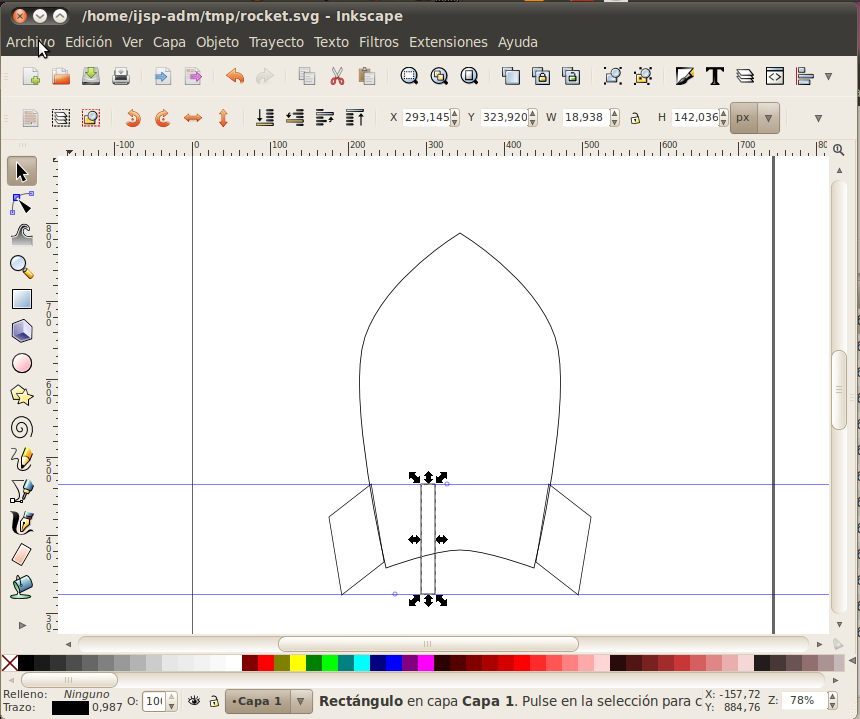 /home/ijsp-adm/tmp/rocket.svg - Inkscape
Archivo Edición Ver Capa Objeto Trayecto Texto Filtros Extensiones Ayuda
X 293,145 Y 323,920 W 18,938 H 142,036 px
-100 0 100 200 300 400 500 600 700 80
800
700
600
500
400
30
Relleno: Ninguno
Trazo: 0,987
O: 10
•Capa 1
Rectángulo en capa Capa 1. Pulse en la selección para c
X: -157,72
Y: 884,76
Z: 78%